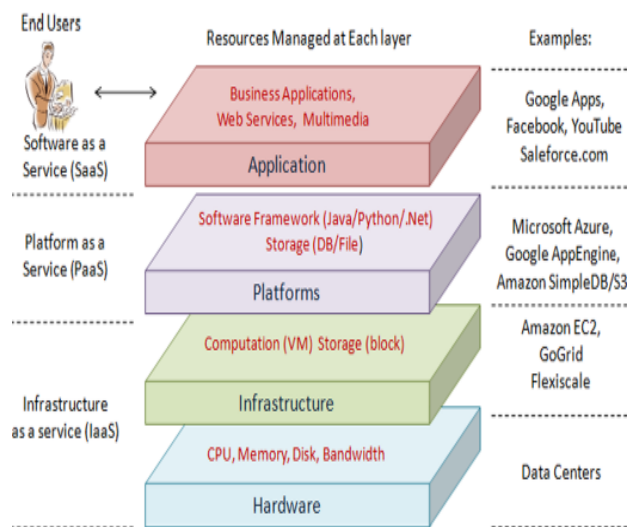 End Users
Resources Managed at Each layer
Examples:
Business Applications,
Web Services, Multimedia
Application
Software as a
Service (SaaS)
Google Apps,
Facebook, YouTube
Saleforce.com
Software Framework (Java/Python/.Net)
Storage (DB/File)
Platforms
Platform as a
Service (PaaS)
Microsoft Azure,
Google AppEngine,
Amazon SimpleDB/S3
Computation (VM) Storage (block)
Infrastructure
Amazon EC2,
GoGrid
Flexiscale
Infrastructure
as a service (IaaS)
CPU, Memory, Disk, Bandwidth
Hardware
Data Centers